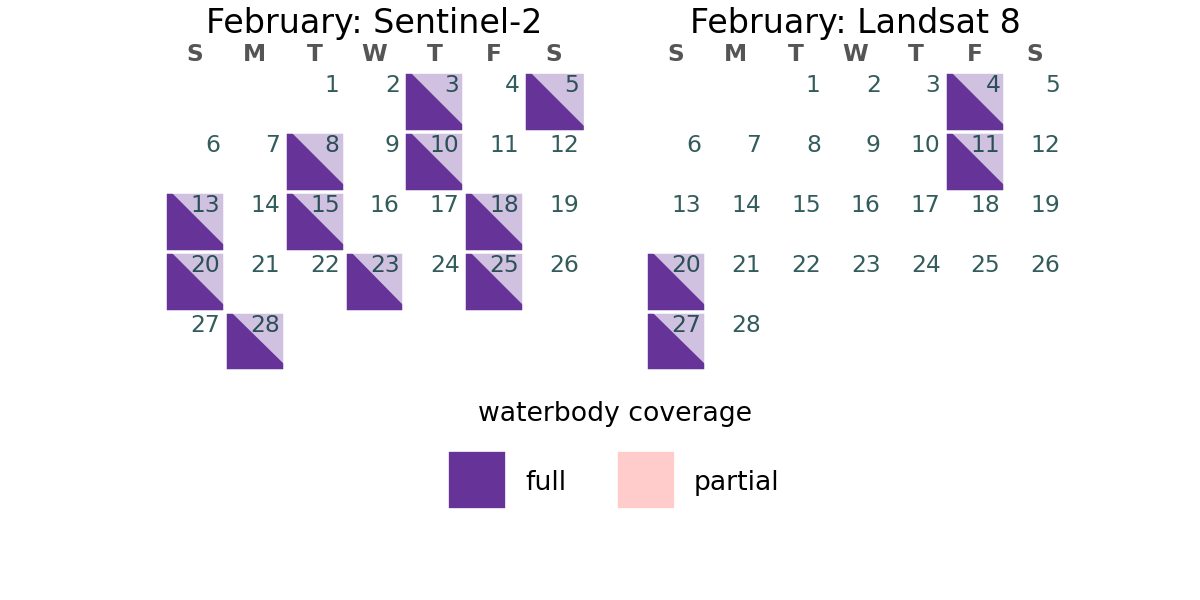 February: Sentinel-2
S M T W T F S
1 2 3 4 5
6 7 8 9 10 11 12
13 14 15 16 17 18 19
20 21 22 23 24 25 26
27 28
February: Landsat 8
S M T W T F S
1 2 3 4 5
6 7 8 9 10 11 12
13 14 15 16 17 18 19
20 21 22 23 24 25 26
27 28
waterbody coverage
full partial